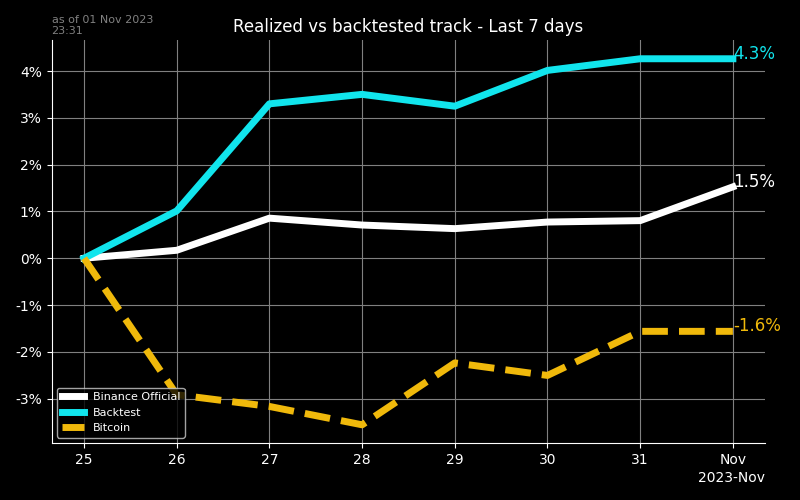 as of 01 Nov 2023
23:31
Realized vs backtested track - Last 7 days
4%
3%
2%
1%
0%
-1%
-2%
-3%
4.3%
1.5%
-1.6%
Binance Official
Backtest
Bitcoin
25
26
27
28
29
30
31
Nov
2023-Nov